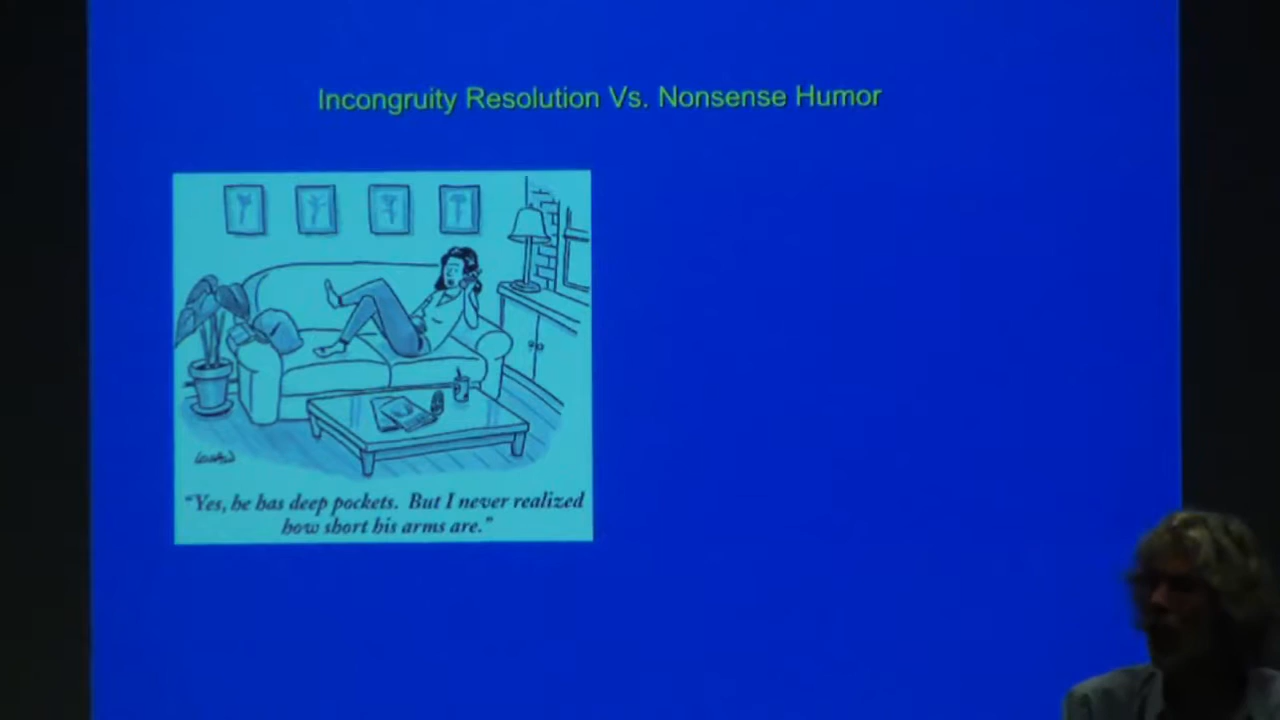 Incongruity Resolution Vs. Nonsense Humor
"Yes, he has deep pockets. But I never realized
how short his arms are."